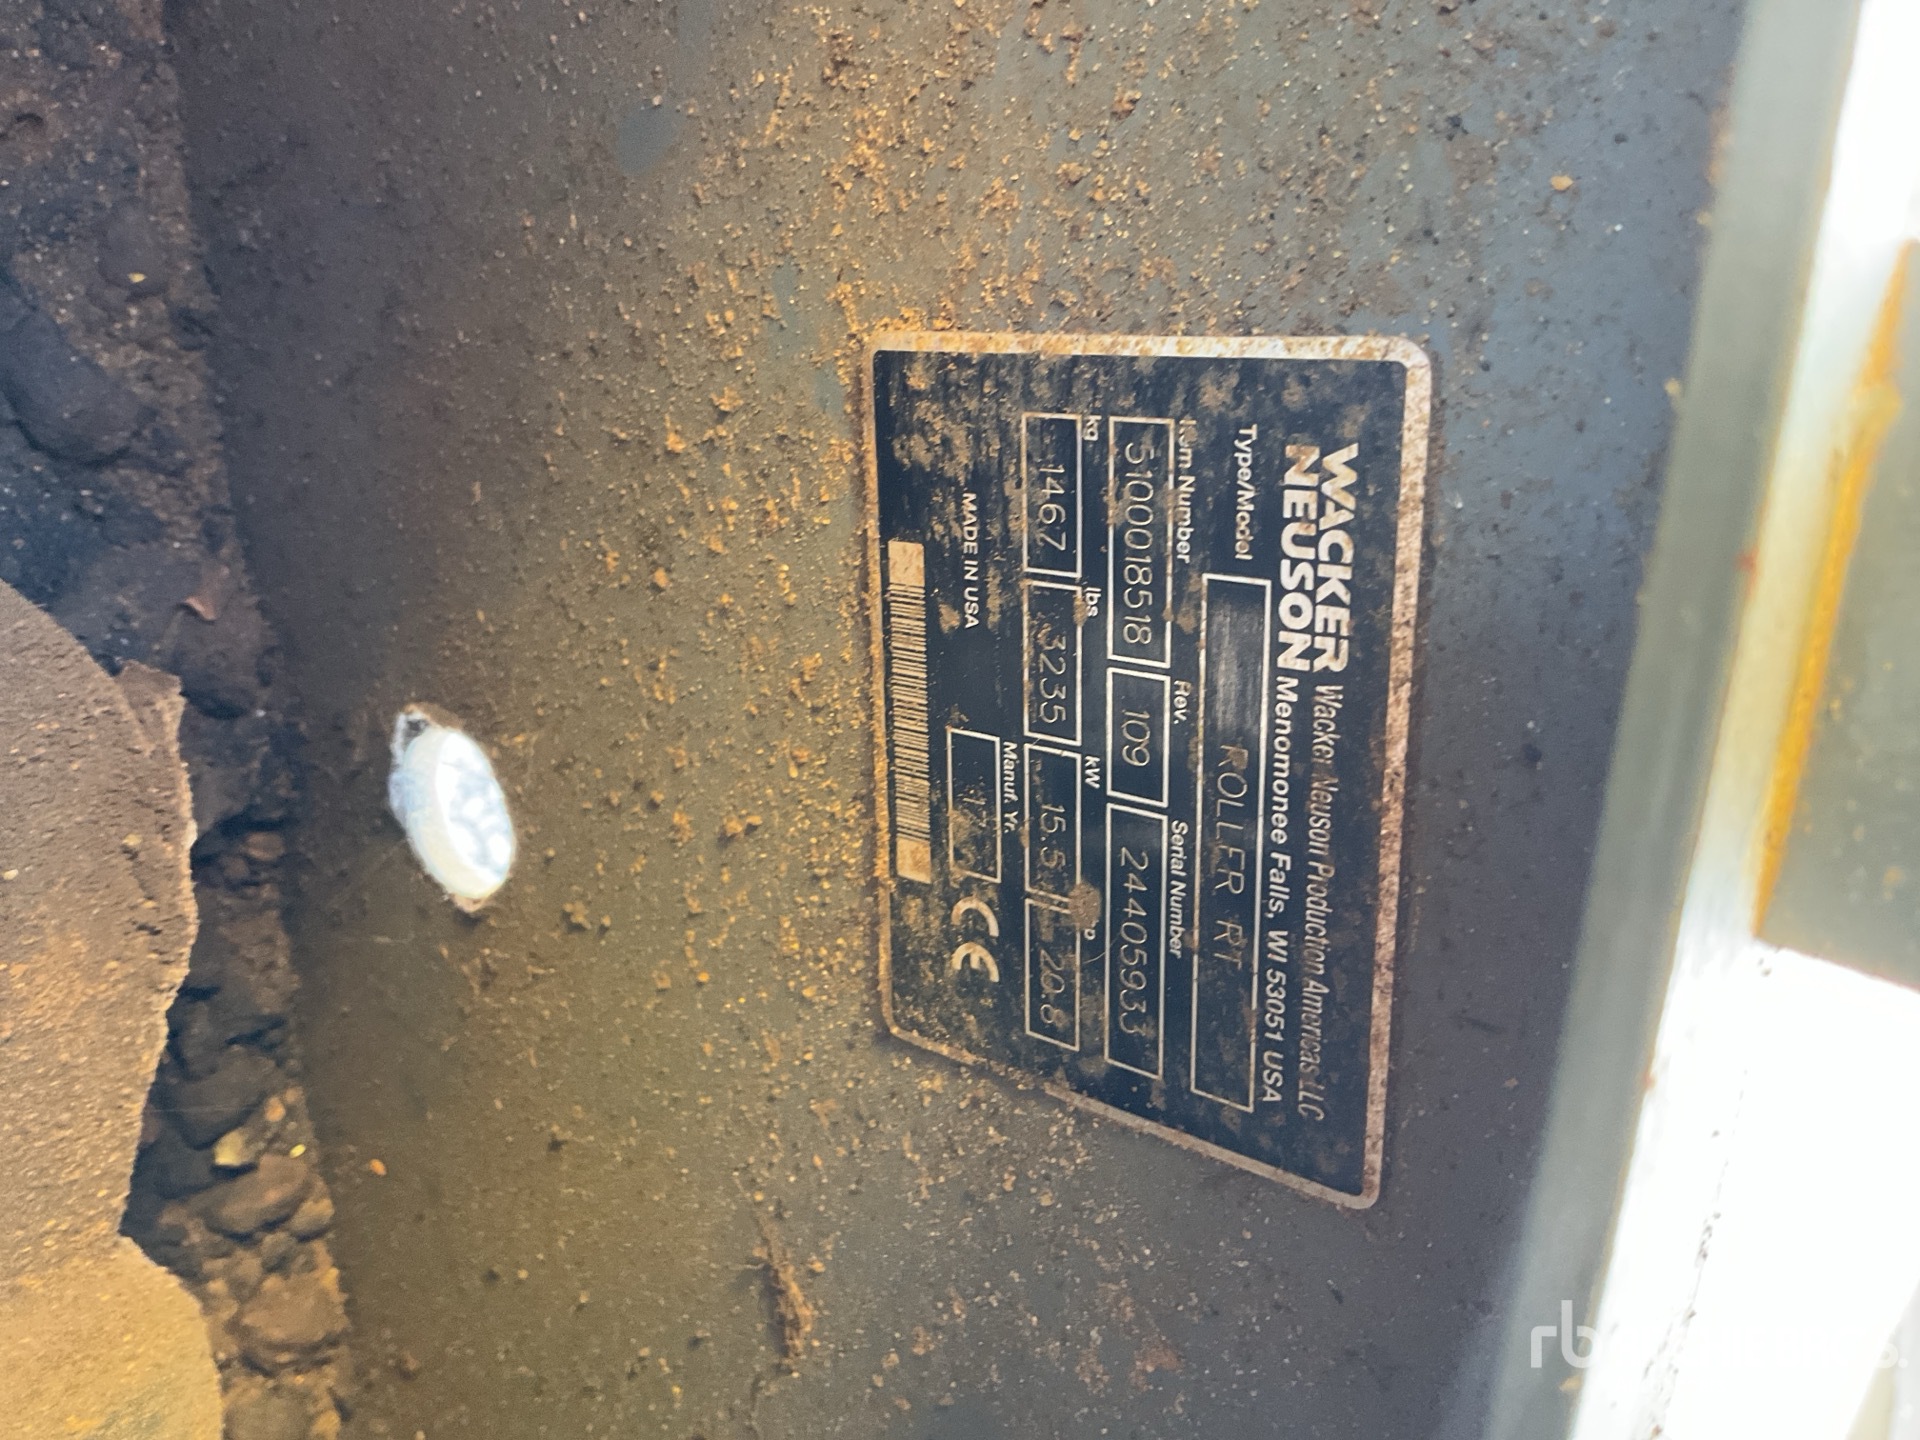 WACKER
NEUSON
Wacker Neuson Production Americas LLC
Menomonee Falls, WI 53051 USA
Type/Model ROLLER RT
Item Number Rev. Serial Number
5100018518 109 24405933
kg lbs kW
1467 3235 15.5 20.8
Manuf. Yr.
MADE IN USA 17 CE